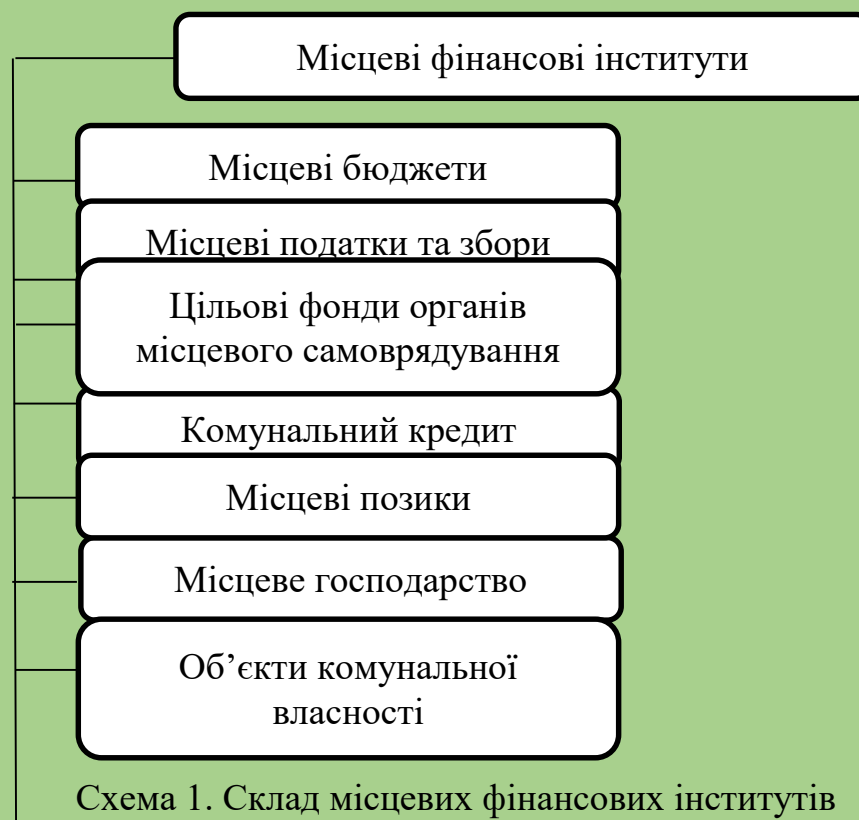 Місцеві фінансові інститути
Місцеві бюджети
Місцеві податки та збори
Цільові фонди органів
місцевого самоврядування
Комунальний кредит
Місцеві позики
Місцеве господарство
Об’єкти комунальної
власності
Схема 1. Склад місцевих фінансових інститутів